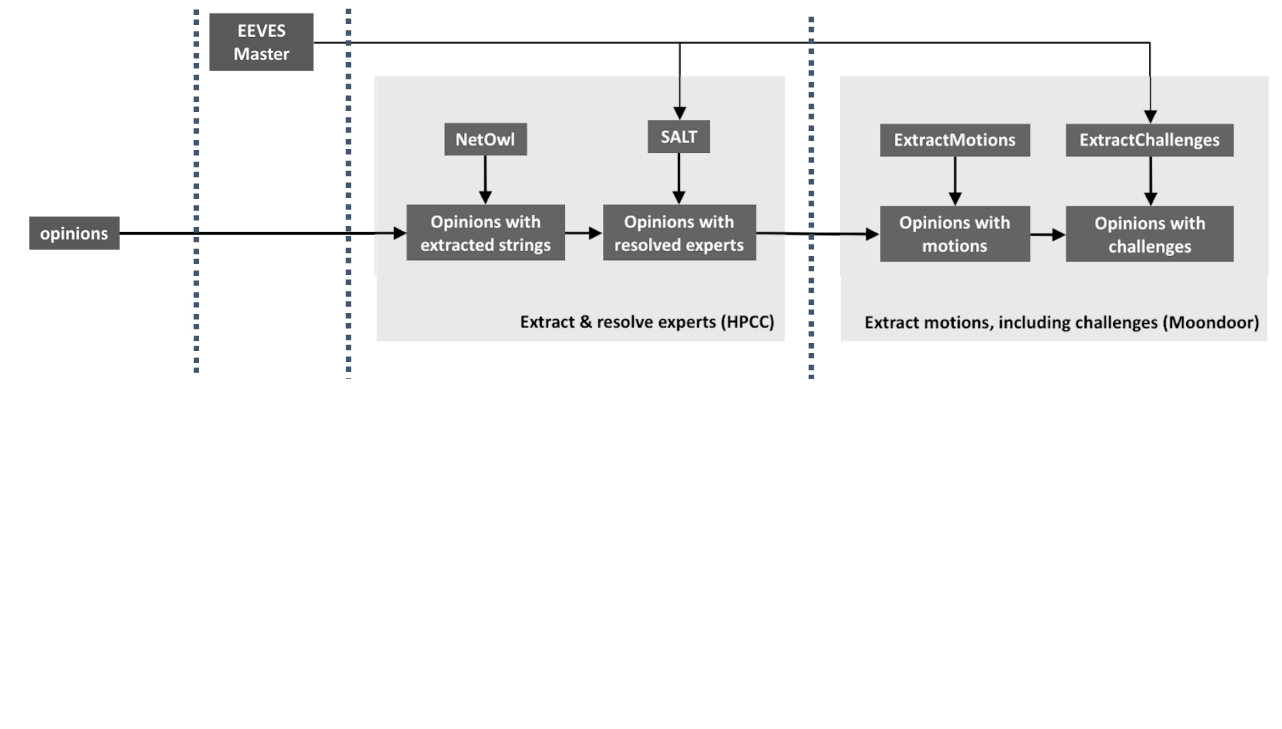 EEVES
Master
NetOwl
SALT
ExtractMotions
ExtractChallenges
opinions
Opinions with
extracted strings
Opinions with
resolved experts
Opinions with
motions
Opinions with
challenges
Extract & resolve experts (HPCC)
Extract motions, including challenges (Moondoor)